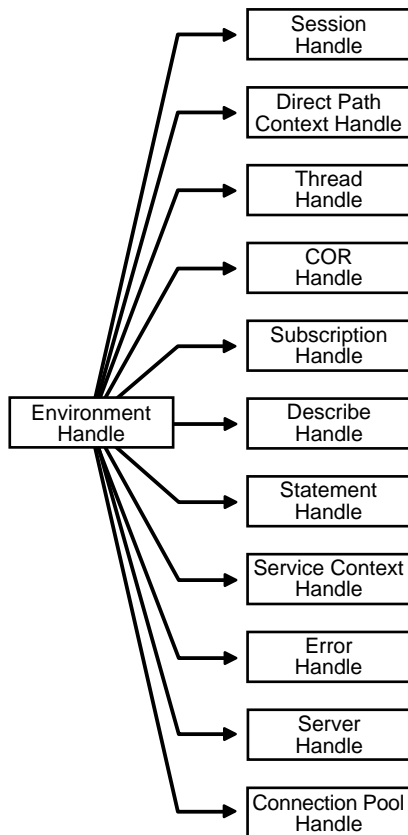 Session
Handle
Direct Path
Context Handle
Thread
Handle
COR
Handle
Subscription
Handle
Environment
Handle
Describe
Handle
Statement
Handle
Service Context
Handle
Error
Handle
Server
Handle
Connection Pool
Handle